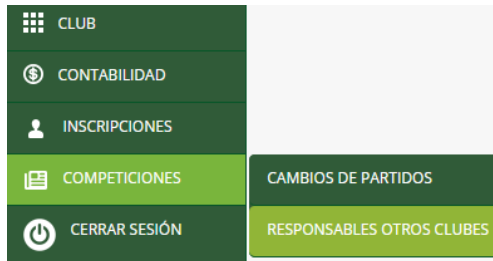 CLUB
CONTABILIDAD
INSCRIPCIONES
COMPETICIONES
CAMBIOS DE PARTIDOS
CERRAR SESIÓN
RESPONSABLES OTROS CLUBES